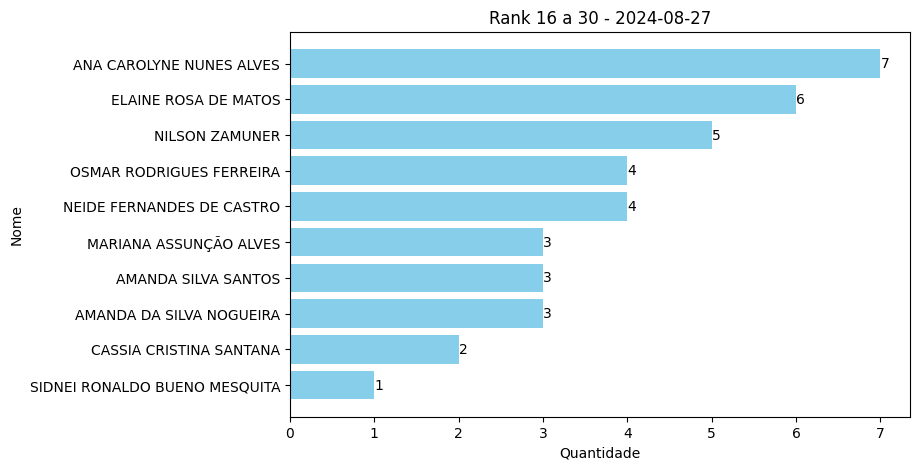 Rank 16 a 30 - 2024-08-27
Nome
ANA CAROLYNE NUNES ALVES 7
ELAINE ROSA DE MATOS 6
NILSON ZAMUNER 5
OSMAR RODRIGUES FERREIRA 4
NEIDE FERNANDES DE CASTRO 4
MARIANA ASSUNÇÃO ALVES 3
AMANDA SILVA SANTOS 3
AMANDA DA SILVA NOGUEIRA 3
CASSIA CRISTINA SANTANA 2
SIDNEI RONALDO BUENO MESQUITA 1
0 1 2 3 4 5 6 7
Quantidade